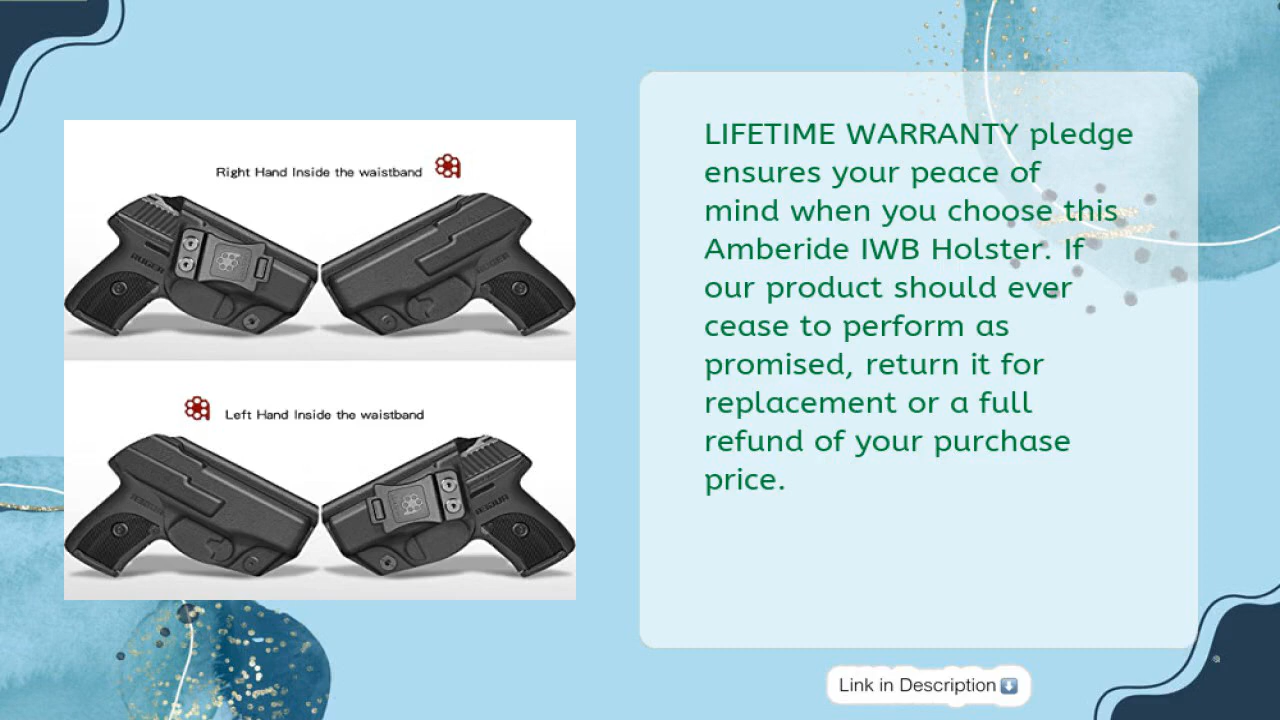 Right Hand Inside the waistband
RUGER
Left Hand Inside the waistband
LIFETIME WARRANTY pledge
ensures your peace of
mind when you choose this
Amberide IWB Holster. If
our product should ever
cease to perform as
promised, return it for
replacement or a full
refund of your purchase
price.
Link in Description